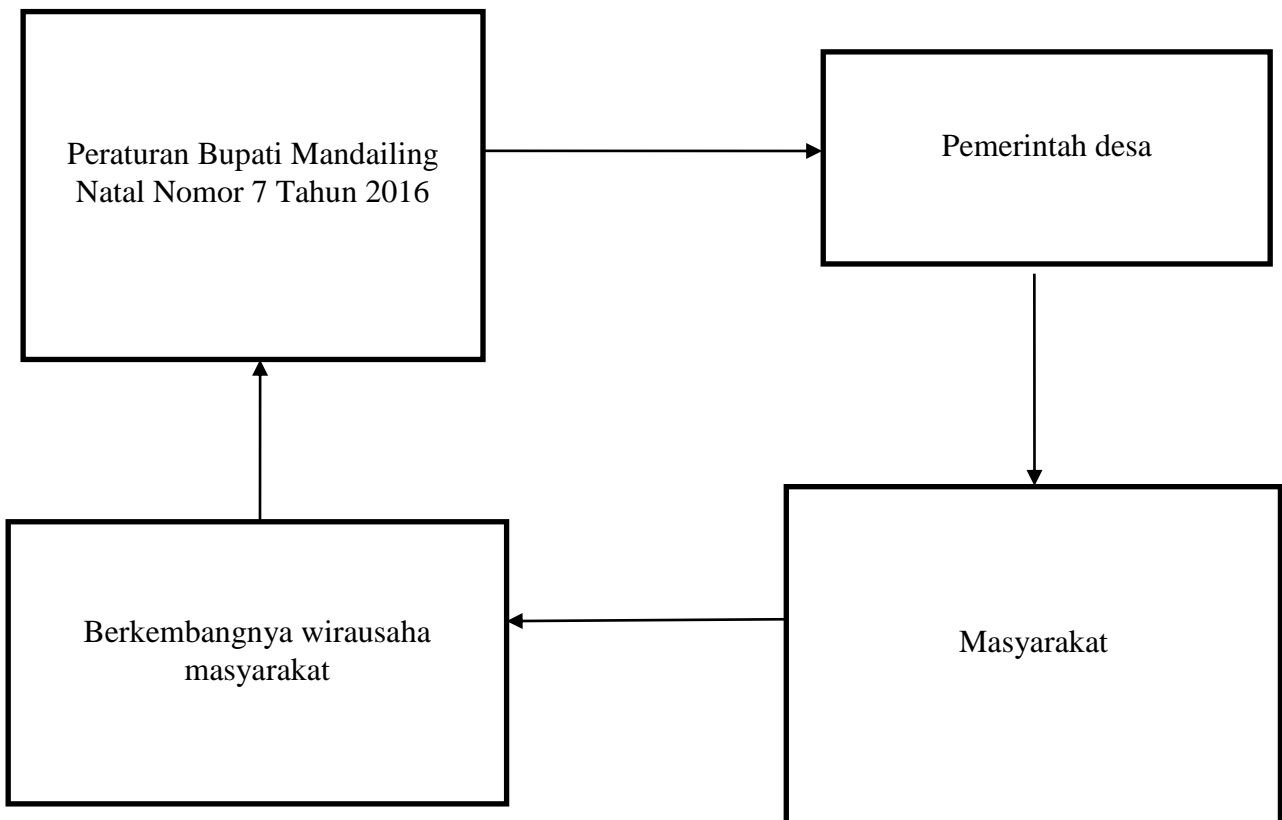 Peraturan Bupati Mandailing
Natal Nomor 7 Tahun 2016
Pemerintah desa
Berkembangnya wirausaha
masyarakat
Masyarakat